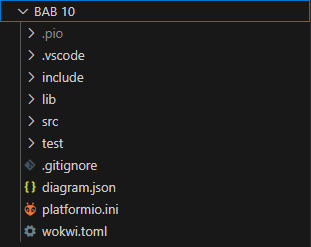 BAB 10
.pio
.vscode
include
lib
src
test
.gitignore
diagram.json
platformio.ini
wokwi.toml